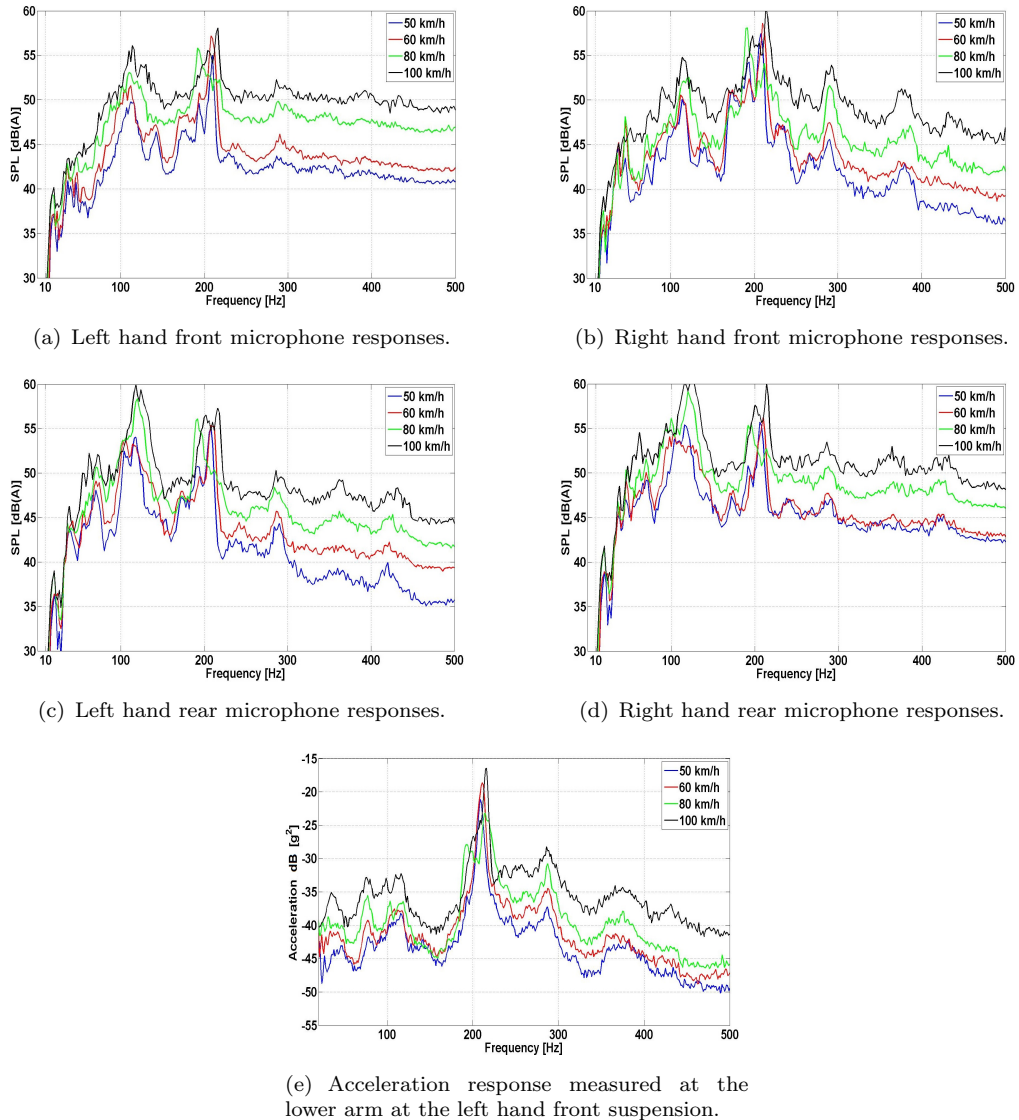 60
55
50
45
40
35
30
SPL [dB(A)]
50 km/h
60 km/h
80 km/h
100 km/h
10 100 200 300 400 500
Frequency [Hz]
(a) Left hand front microphone responses.
60
55
50
45
40
35
30
SPL [dB(A)]
50 km/h
60 km/h
80 km/h
100 km/h
10 100 200 300 400 500
Frequency [Hz]
(b) Right hand front microphone responses.
60
55
50
45
40
35
30
SPL [dB(A)]
50 km/h
60 km/h
80 km/h
100 km/h
10 100 200 300 400 500
Frequency [Hz]
(c) Left hand rear microphone responses.
60
55
50
45
40
35
30
SPL [dB(A)]
50 km/h
60 km/h
80 km/h
100 km/h
10 100 200 300 400 500
Frequency [Hz]
(d) Right hand rear microphone responses.
-15
-20
-25
-30
-35
-40
-45
-50
-55
Acceleration dB [g²]
50 km/h
60 km/h
80 km/h
100 km/h
100 200 300 400 500
Frequency [Hz]
(e) Acceleration response measured at the
lower arm at the left hand front suspension.